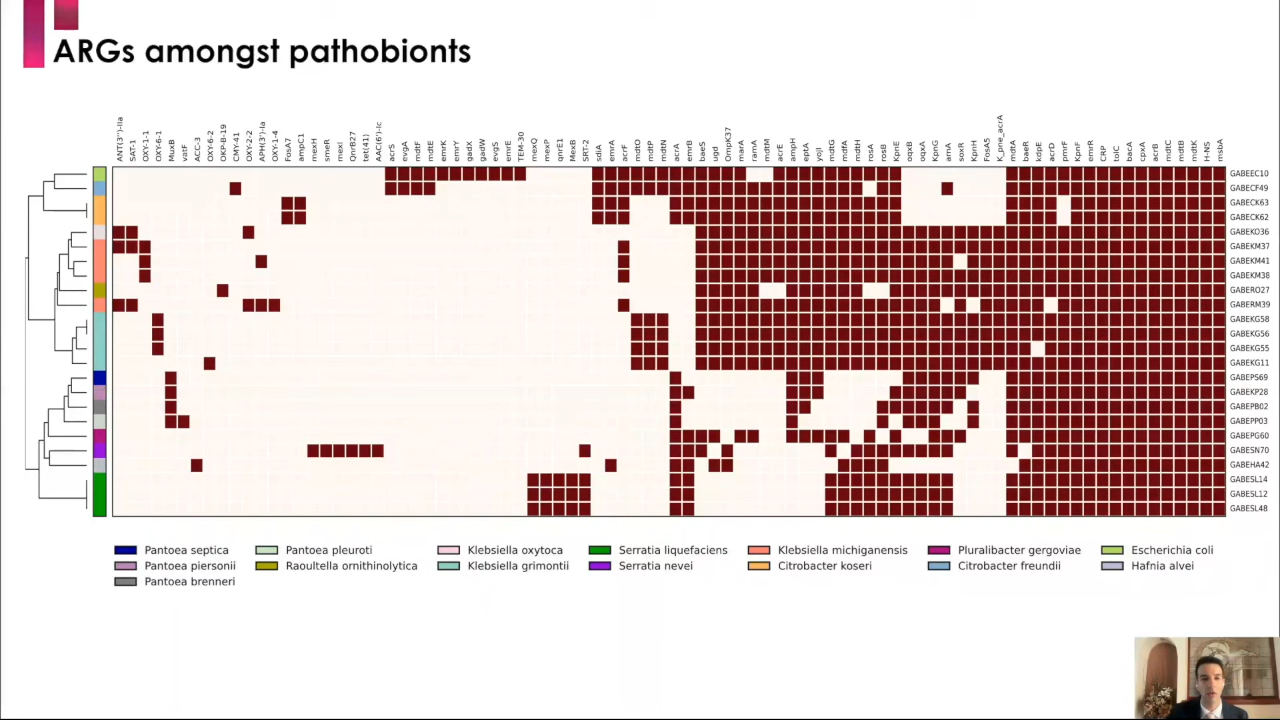 ARGs amongst pathobionts
ANT(3'')-IIa
SAT-1
OXY-1-1
OXY-6-1
MuxB
vatF
ACC-3
OXY-6-2
OKP-B-19
CMY-41
OXY-2-2
APH(3')-Ia
OXY-1-4
FosA7
ampC1
mexH
smeR
mexI
QnrB27
tet(41)
AAC(6')-Ic
evgA
mdtF
mdtE
emrK
emrY
gadX
gadW
evgS
emrE
TEM-30
mexQ
mexP
qnrE1
MexB
SRT-2
sdiA
emrA
acrF
mdtO
mdtP
mdtN
acrA
emrB
baeS
ugd
OmpK37
marA
ramA
mdtM
acrE
ampH
eptA
yojI
mdtG
mdfA
mdtH
rosA
rosB
KpnE
oqxB
oqxA
KpnG
arnA
soxR
KpnH
FosA5
K_pne_acrA
mdtA
baeR
kdpE
acrD
pmrF
KpnF
emrR
CRP
tolC
bacA
cpxA
acrB
mdtC
mdtB
mdtK
H-NS
msbA
GABEEC10
GABECF49
GABECK63
GABECK62
GABEKO36
GABEKM37
GABEKM41
GABEKM38
GABERO27
GABERM39
GABEKG58
GABEKG56
GABEKG55
GABEKG11
GABEPS69
GABEKP28
GABEPB02
GABEPP03
GABEPG60
GABESN70
GABEHA42
GABESL14
GABESL12
GABESL48
Pantoea septica Pantoea pleuroti Klebsiella oxytoca Serratia liquefaciens Klebsiella michiganensis Pluralibacter gergoviae Escherichia coli
Pantoea piersonii Raoultella ornithinolytica Klebsiella grimontii Serratia nevei Citrobacter koseri Citrobacter freundii Hafnia alvei
Pantoea brenneri